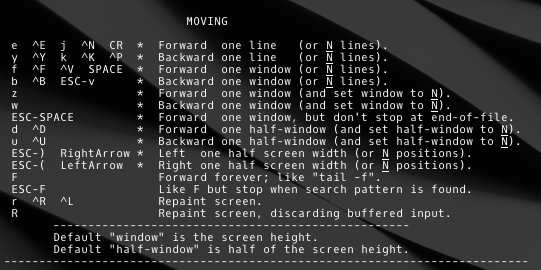 MOVING
e ^E j ^N CR * Forward one line (or N lines).
y ^Y k ^K ^P * Backward one line (or N lines).
f ^F ^V SPACE * Forward one window (or N lines).
b ^B ESC-v * Backward one window (or N lines).
z * Forward one window (and set window to N).
w * Backward one window (and set window to N).
ESC-SPACE * Forward one window, but don't stop at end-of-file.
d ^D * Forward one half-window (and set half-window to N).
u ^U * Backward one half-window (and set half-window to N).
ESC-) RightArrow * Left one half screen width (or N positions).
ESC-( LeftArrow * Right one half screen width (or N positions).
F Forward forever; like "tail -f".
ESC-F Like F but stop when search pattern is found.
r ^R ^L Repaint screen.
R Repaint screen, discarding buffered input.
---------------------------------------------------
Default "window" is the screen height.
Default "half-window" is half of the screen height.
---------------------------------------------------------------------------